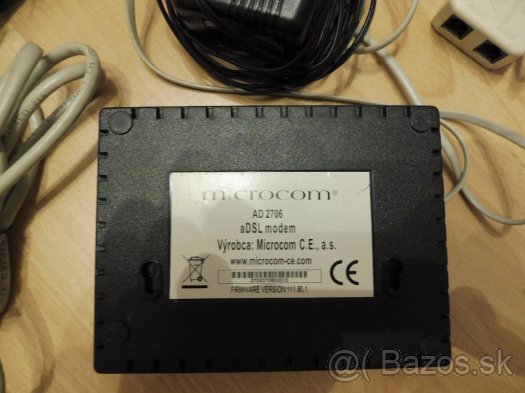 microcom®
AD 2706
aDSL modem
Výrobca: Microcom C.E., a.s.
www.microcom-ce.com
CE
FIRMWARE VERSION:111.80.1
Bazos.sk